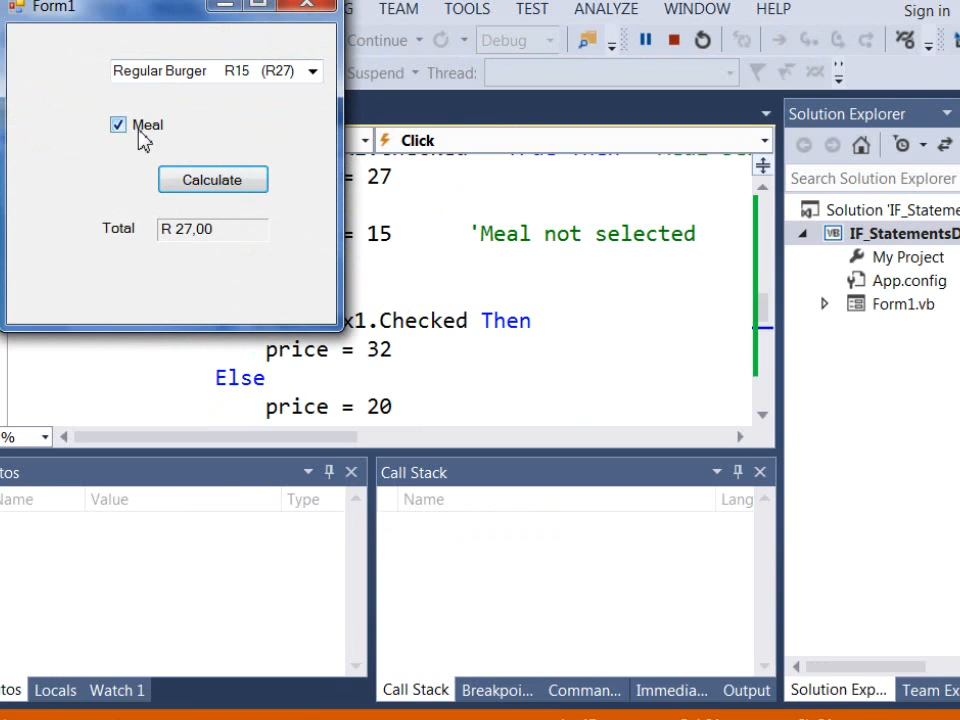 Form1
G TEAM TOOLS TEST ANALYZE WINDOW HELP
Sign in
Continue
Debug
Suspend Thread:
Regular Burger R15 (R27)
Meal
Calculate
Total R 27,00
Click
= 27
= 15 'Meal not selected
x1.Checked Then
price = 32
Else
price = 20
%
Solution Explorer
Search Solution Explorer
Solution 'IF_Stateme
IF_StatementsD
My Project
App.config
Form1.vb
tos
Name Value Type
Call Stack
Name Lang
tos Locals Watch 1
Call Stack Breakpoi... Comman... Immedia... Output
Solution Exp... Team Ex